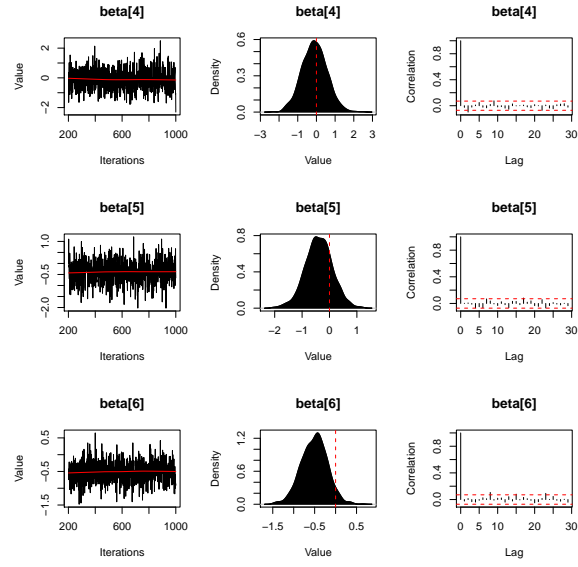 beta[4] beta[4] beta[4]
Value
−2 0 2
200 600 1000
Iterations
Density
0.0 0.3 0.6
−3 −1 0 1 2 3
Value
Correlation
0.0 0.4 0.8
0 5 10 20 30
Lag
beta[5] beta[5] beta[5]
Value
−2.0 −0.5 1.0
200 600 1000
Iterations
Density
0.0 0.4 0.8
−2 −1 0 1
Value
Correlation
0.0 0.4 0.8
0 5 10 20 30
Lag
beta[6] beta[6] beta[6]
Value
−1.5 −0.5 0.5
200 600 1000
Iterations
Density
0.0 0.6 1.2
−1.5 −0.5 0.5
Value
Correlation
0.0 0.4 0.8
0 5 10 20 30
Lag